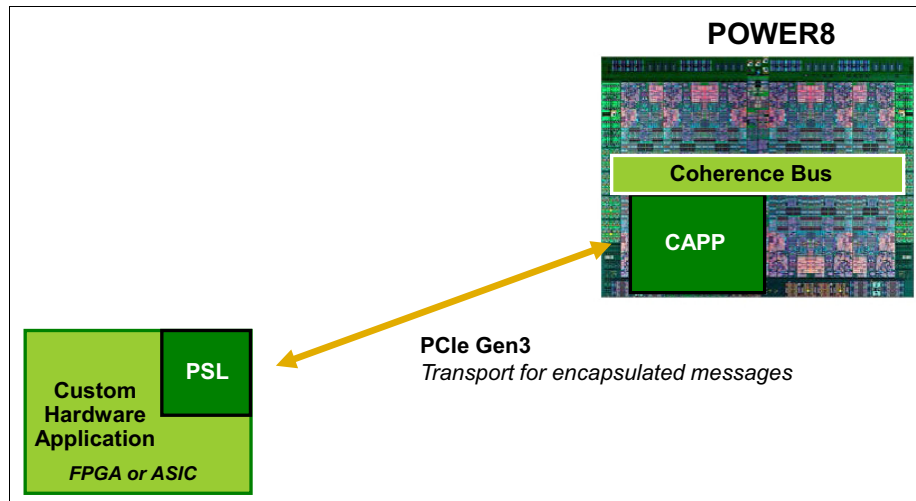 POWER8
Coherence Bus
CAPP
PCIe Gen3
Transport for encapsulated messages
PSL
Custom
Hardware
Application
FPGA or ASIC